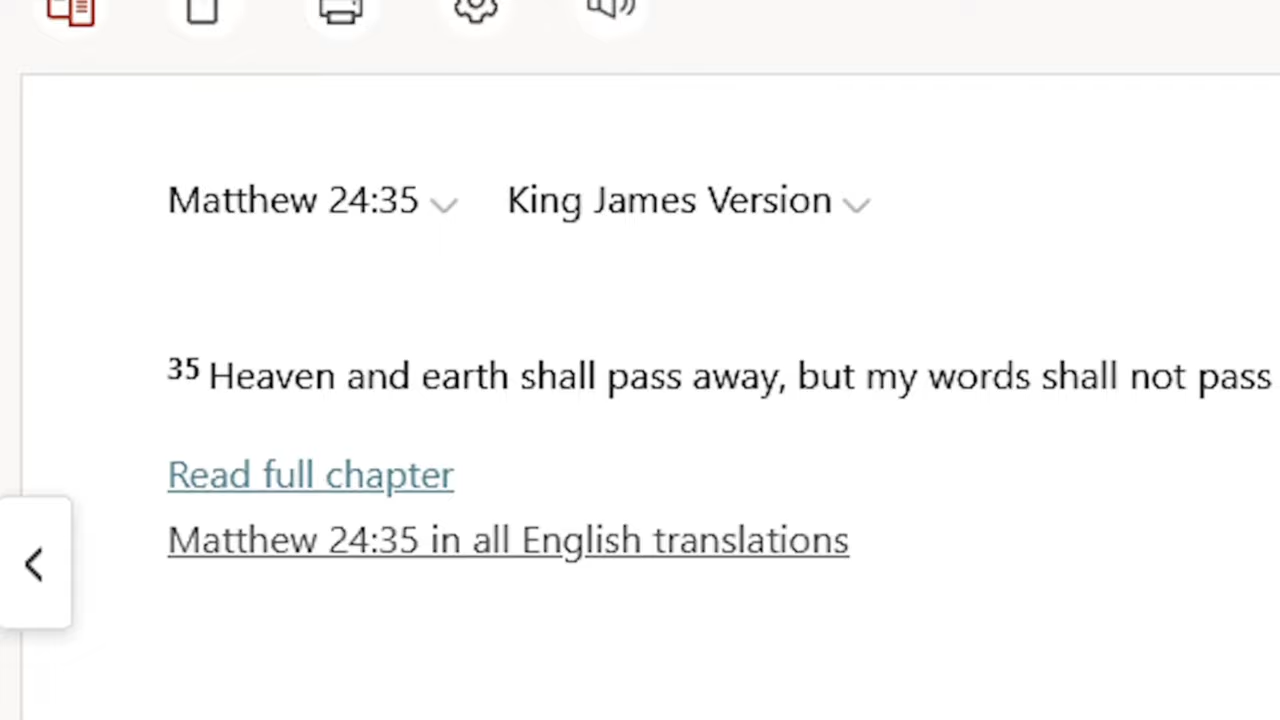 Matthew 24:35 King James Version
35 Heaven and earth shall pass away, but my words shall not pass
Read full chapter
Matthew 24:35 in all English translations